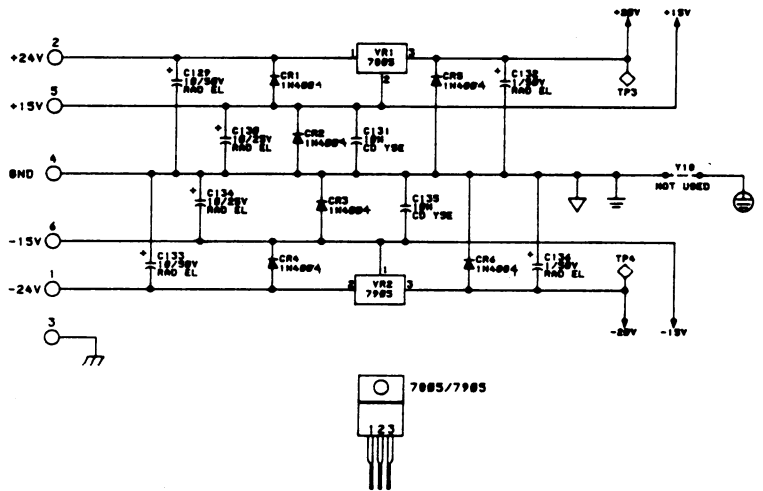 +20V
+15V
2
+24V
C129
10/50V
RAD EL
CR1
1N4004
1
VR1
7805
3
2
CR5
1N4004
C132
1/50V
RAD EL
TP3
5
+15V
C130
10/25V
RAD EL
CR2
1N4004
C131
10N
CD YSE
4
GND
Y10
NOT USED
C134
10/25V
RAD EL
CR3
1N4004
C135
10N
CD YSE
6
-15V
C133
10/50V
RAD EL
CR4
1N4004
1
VR2
7905
2
3
CR6
1N4004
C136
1/50V
RAD EL
TP4
1
-24V
-20V
-15V
3
7805/7905
1 2 3